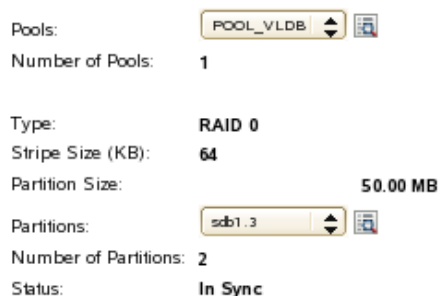 Pools: POOL_VLDB
Number of Pools: 1
Type: RAID 0
Stripe Size (KB): 64
Partition Size: 50.00 MB
Partitions: sdb1.3
Number of Partitions: 2
Status: In Sync